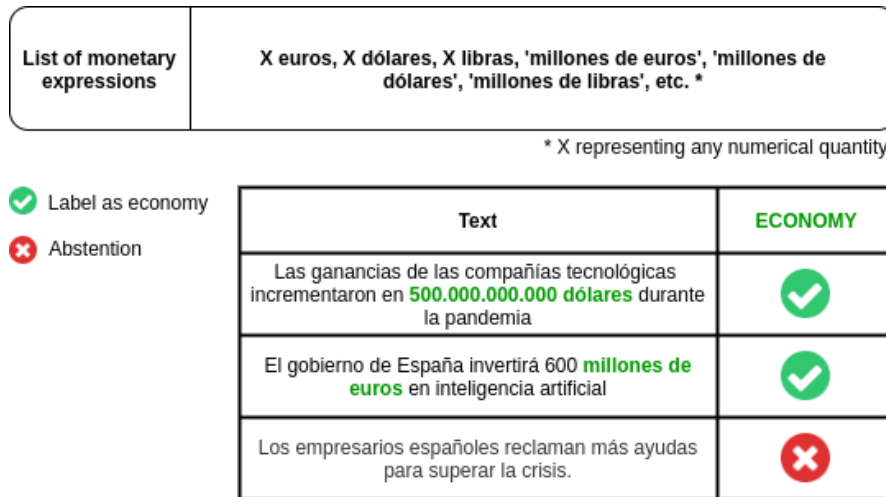 List of monetary
expressions
X euros, X dólares, X libras, 'millones de euros', 'millones de
dólares', 'millones de libras', etc. *
* X representing any numerical quantity
Label as economy
Abstention
Text
ECONOMY
Las ganancias de las compañías tecnológicas
incrementaron en 500.000.000.000 dólares durante
la pandemia
El gobierno de España invertirá 600 millones de
euros en inteligencia artificial
Los empresarios españoles reclaman más ayudas
para superar la crisis.